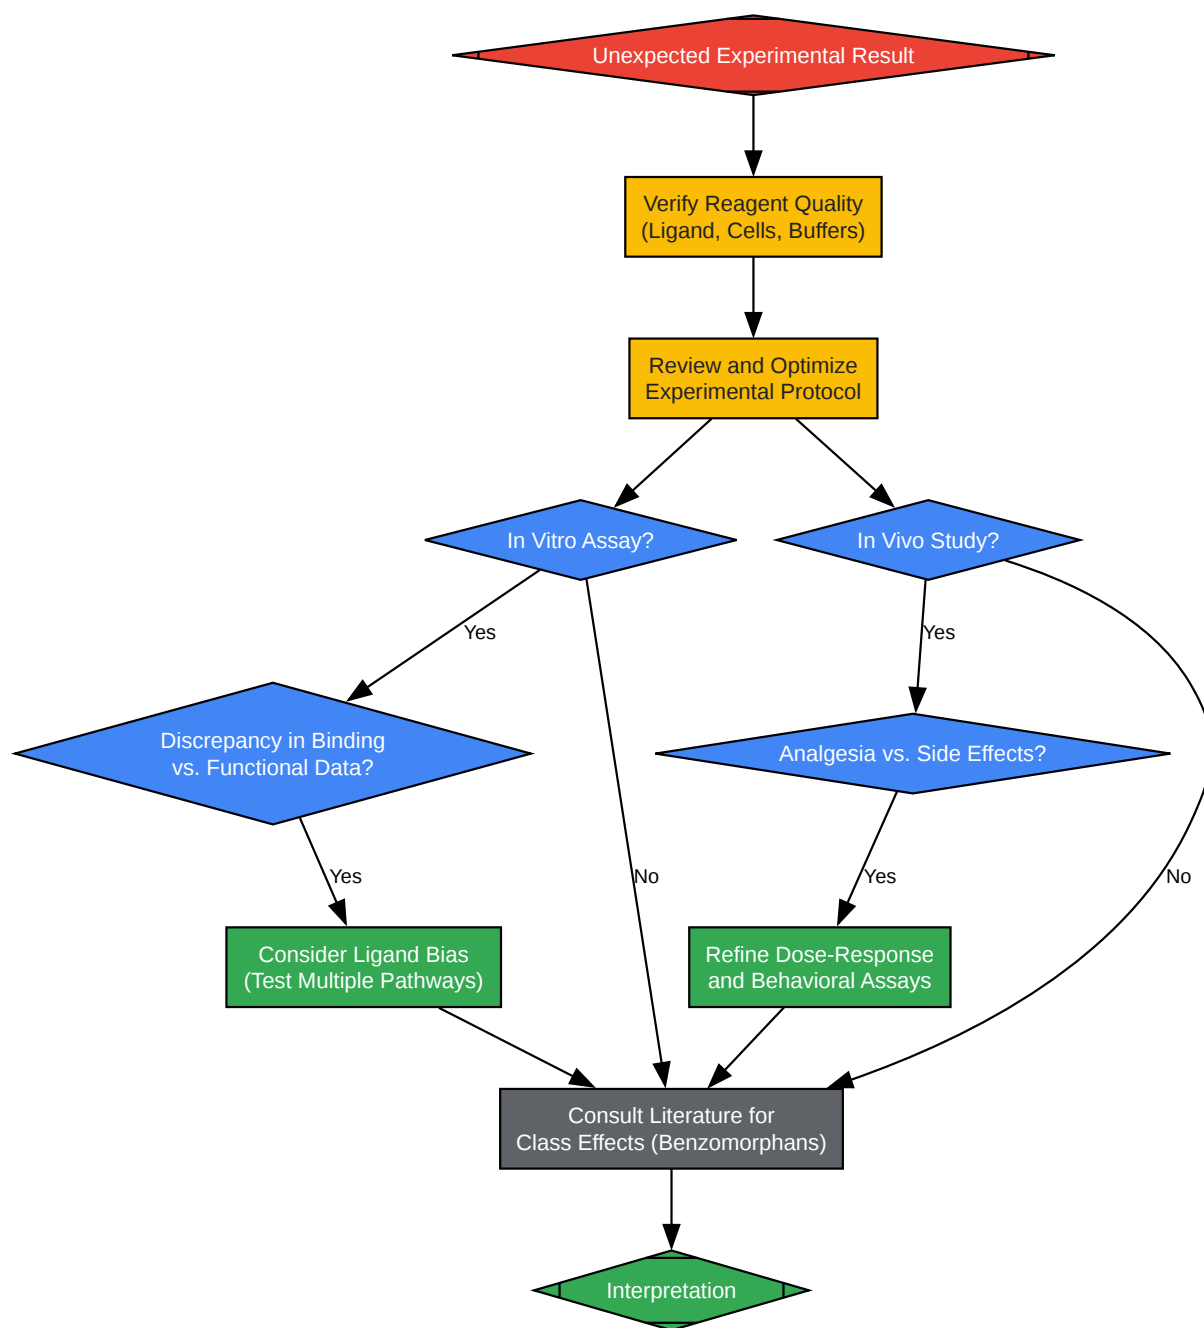 Unexpected Experimental Result
Verify Reagent Quality
(Ligand, Cells, Buffers)
Review and Optimize
Experimental Protocol
In Vitro Assay?
In Vivo Study?
Yes
Yes
Discrepancy in Binding
vs. Functional Data?
Analgesia vs. Side Effects?
Yes
No
Yes
No
Consider Ligand Bias
(Test Multiple Pathways)
Refine Dose-Response
and Behavioral Assays
Consult Literature for
Class Effects (Benzomorphans)
Interpretation